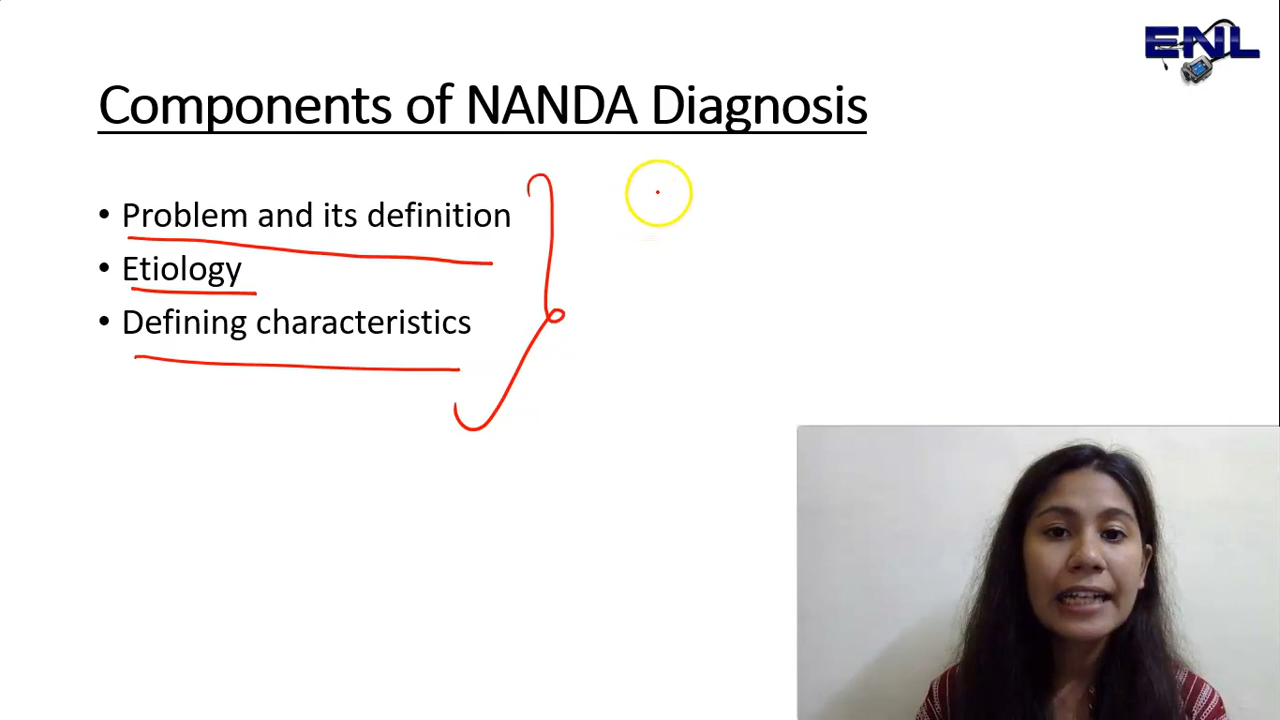 ENL
Components of NANDA Diagnosis
• Problem and its definition
• Etiology
• Defining characteristics